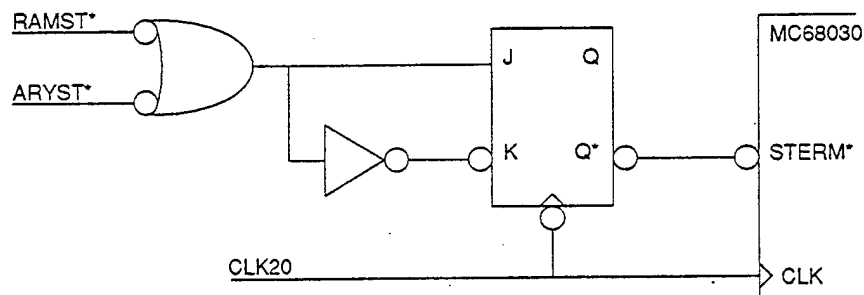 RAMST*
MC68030
J Q
ARYST*
K Q* STERM*
CLK20 CLK